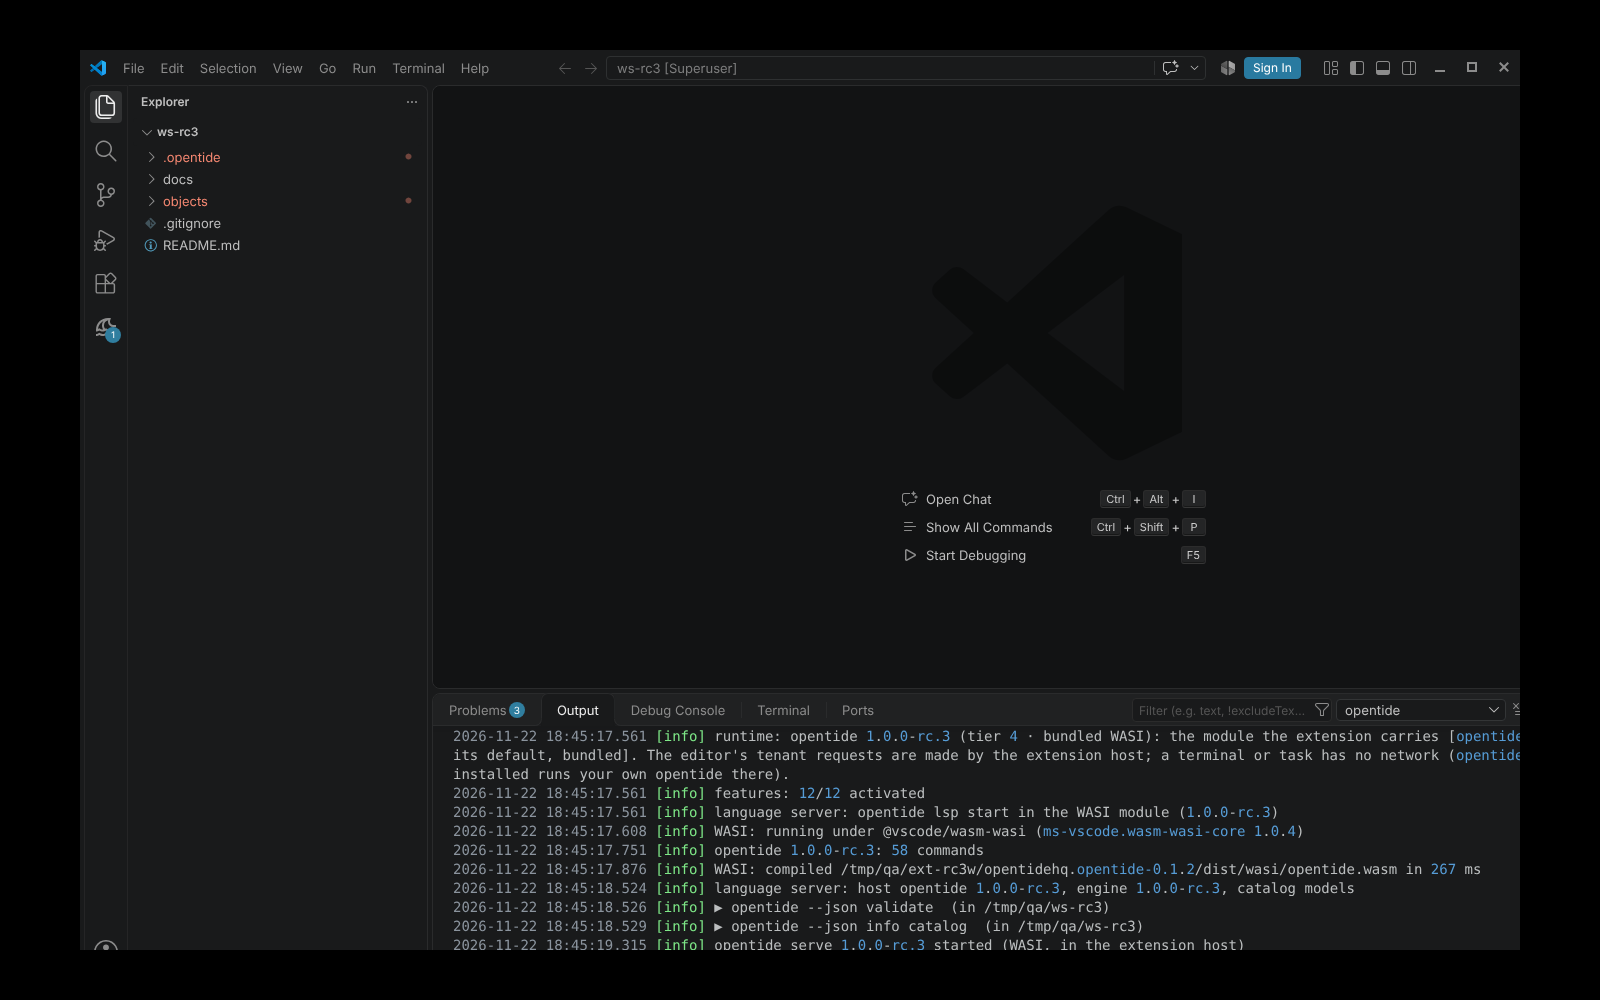 File Edit Selection View Go Run Terminal Help
ws-rc3 [Superuser]
Sign In
Explorer
ws-rc3
.opentide
docs
objects
.gitignore
README.md
1
Open Chat Ctrl + Alt + I
Show All Commands Ctrl + Shift + P
Start Debugging F5
Problems 3 Output Debug Console Terminal Ports
Filter (e.g. text, !excludeTex...
opentide
2026-11-22 18:45:17.561 [info] runtime: opentide 1.0.0-rc.3 (tier 4 · bundled WASI): the module the extension carries [opentide
its default, bundled]. The editor's tenant requests are made by the extension host; a terminal or task has no network (opentide
installed runs your own opentide there).
2026-11-22 18:45:17.561 [info] features: 12/12 activated
2026-11-22 18:45:17.561 [info] language server: opentide lsp start in the WASI module (1.0.0-rc.3)
2026-11-22 18:45:17.608 [info] WASI: running under @vscode/wasm-wasi (ms-vscode.wasm-wasi-core 1.0.4)
2026-11-22 18:45:17.751 [info] opentide 1.0.0-rc.3: 58 commands
2026-11-22 18:45:17.876 [info] WASI: compiled /tmp/qa/ext-rc3w/opentidehq.opentide-0.1.2/dist/wasi/opentide.wasm in 267 ms
2026-11-22 18:45:18.524 [info] language server: host opentide 1.0.0-rc.3, engine 1.0.0-rc.3, catalog models
2026-11-22 18:45:18.526 [info] ▶ opentide --json validate  (in /tmp/qa/ws-rc3)
2026-11-22 18:45:18.529 [info] ▶ opentide --json info catalog  (in /tmp/qa/ws-rc3)
2026-11-22 18:45:19.315 [info] opentide serve 1.0.0-rc.3 started (WASI, in the extension host)